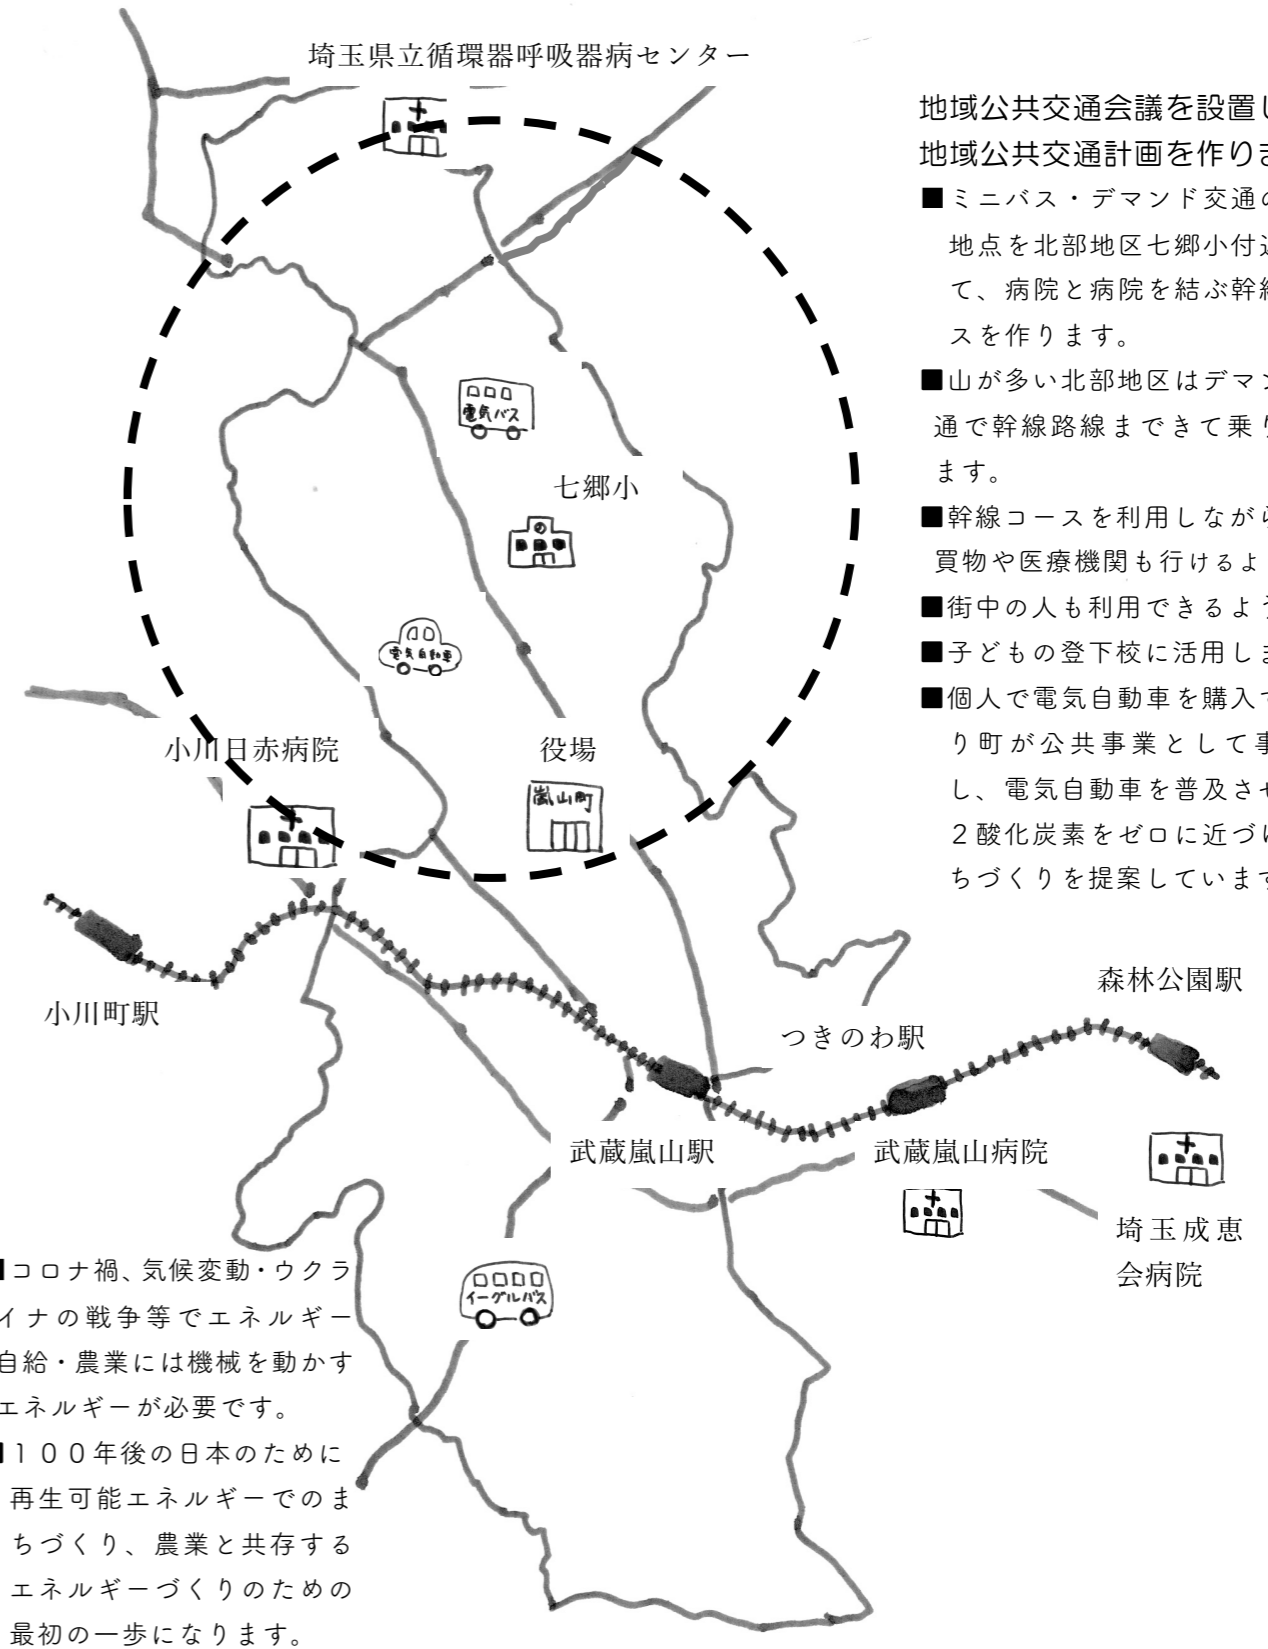 埼玉県立循環器呼吸器病センター
地域公共交通会議を設置し
地域公共交通計画を作りま
■ミニバス・デマンド交通の
地点を北部地区七郷小付近
て、病院と病院を結ぶ幹線
スを作ります。
■山が多い北部地区はデマン
通で幹線路線まできて乗り
ます。
■幹線コースを利用しながら
買物や医療機関も行けるよ
■街中の人も利用できるよう
■子どもの登下校に活用しま
■個人で電気自動車を購入す
り町が公共事業として事
し、電気自動車を普及させ
２酸化炭素をゼロに近づけ
ちづくりを提案しています
電気バス
七郷小
電気自動車
小川日赤病院
役場
嵐山町
小川町駅
森林公園駅
つきのわ駅
武蔵嵐山駅
武蔵嵐山病院
埼玉成恵
会病院
イーグルバス
■コロナ禍、気候変動・ウクラ
イナの戦争等でエネルギー
自給・農業には機械を動かす
エネルギーが必要です。
■１００年後の日本のために
再生可能エネルギーでのま
ちづくり、農業と共存する
エネルギーづくりのための
最初の一歩になります。